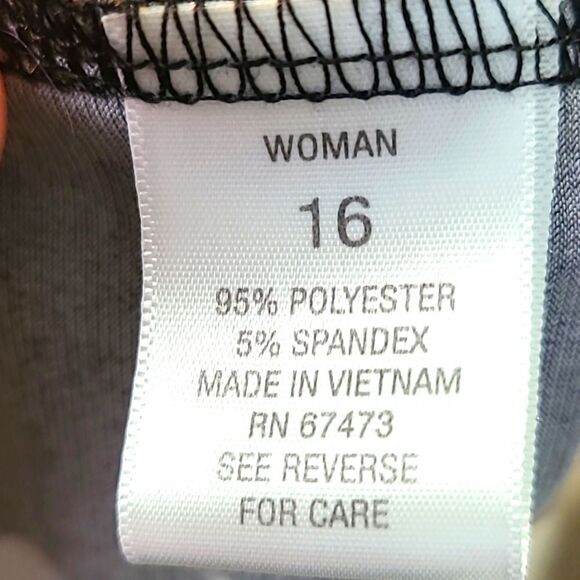 WOMAN
16
95% POLYESTER
5% SPANDEX
MADE IN VIETNAM
RN 67473
SEE REVERSE
FOR CARE